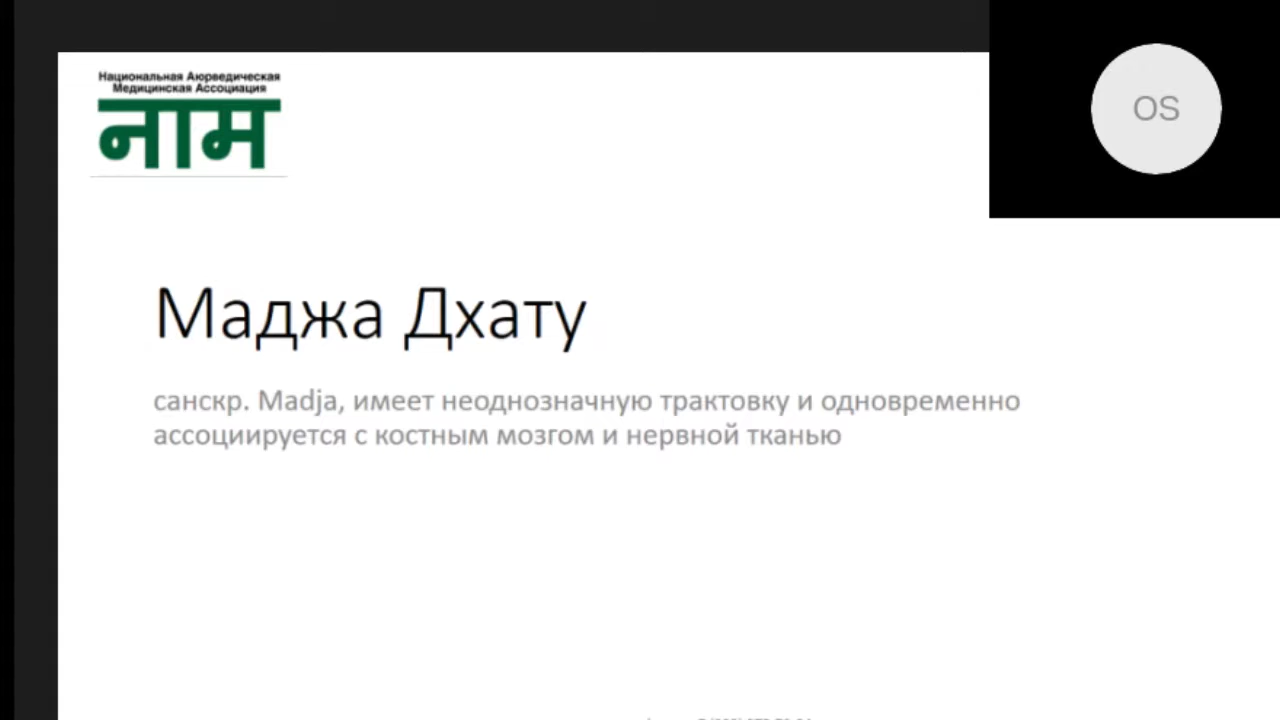 Национальная Аюрведическая
Медицинская Ассоциация
नाम
OS
Маджа Дхату
санскр. Madja, имеет неоднозначную трактовку и одновременно
ассоциируется с костным мозгом и нервной тканью